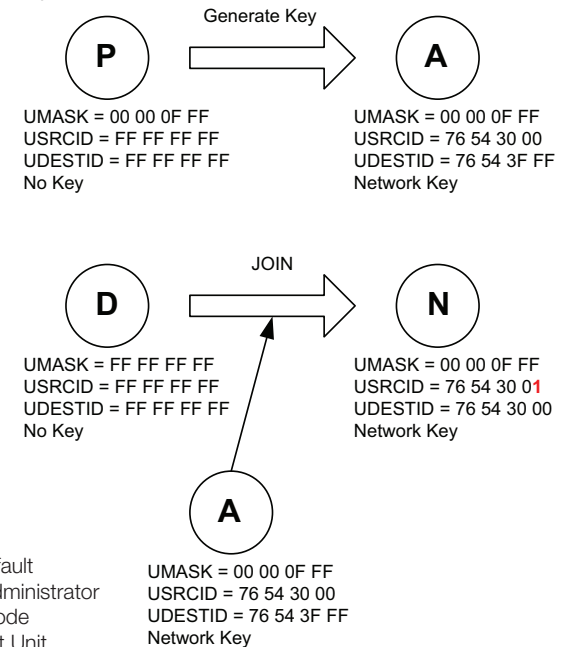 Generate Key
P
A
UMASK = 00 00 0F FF
USRCID = FF FF FF FF
UDESTID = FF FF FF FF
No Key
UMASK = 00 00 0F FF
USRCID = 76 54 30 00
UDESTID = 76 54 3F FF
Network Key
JOIN
D
N
UMASK = FF FF FF FF
USRCID = FF FF FF FF
UDESTID = FF FF FF FF
No Key
UMASK = 00 00 0F FF
USRCID = 76 54 30 01
UDESTID = 76 54 30 00
Network Key
A
UMASK = 00 00 0F FF
USRCID = 76 54 30 00
UDESTID = 76 54 3F FF
Network Key